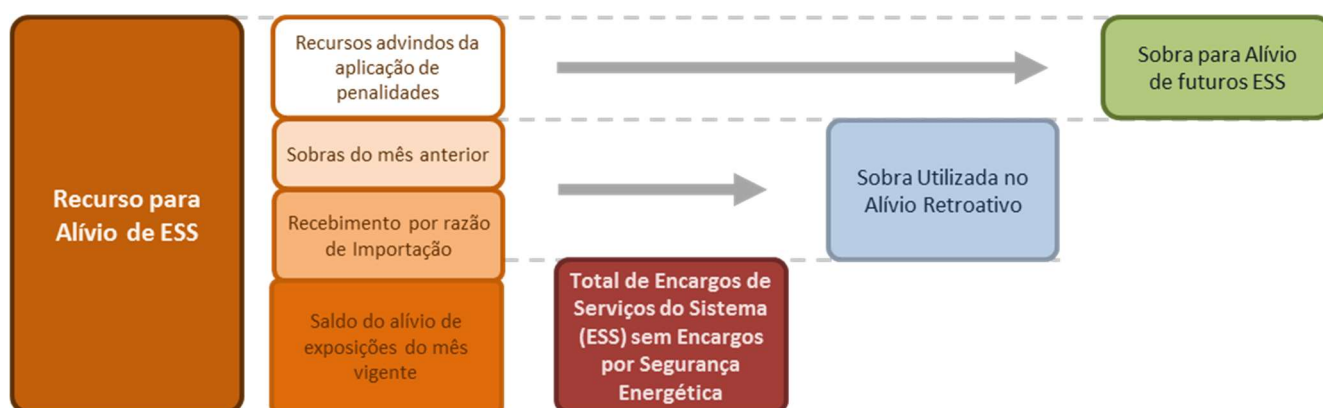 Recurso para
Alívio de ESS
Recursos advindos da
aplicação de
penalidades
Sobras do mês anterior
Recebimento por razão
de Importação
Saldo do alívio de
exposições do mês
vigente
Total de Encargos de
Serviços do Sistema
(ESS) sem Encargos
por Segurança
Energética
Sobra Utilizada no
Alívio Retroativo
Sobra para Alívio
de futuros ESS